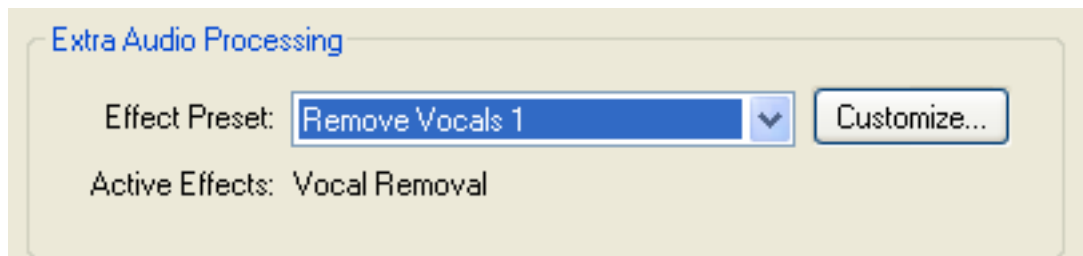 Extra Audio Processing
Effect Preset: Remove Vocals 1 Customize...
Active Effects: Vocal Removal